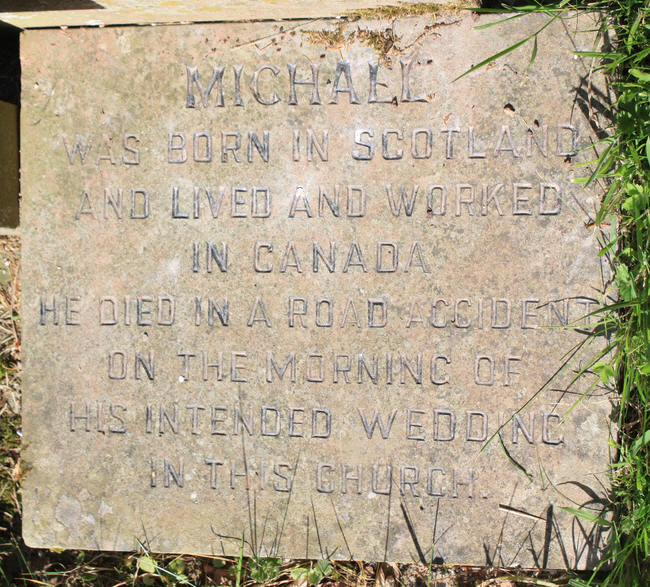 MICHAEL
WAS BORN IN SCOTLAND
AND LIVED AND WORKED
IN CANADA
HE DIED IN A ROAD ACCIDENT
ON THE MORNING OF
HIS INTENDED WEDDING
IN THIS CHURCH.